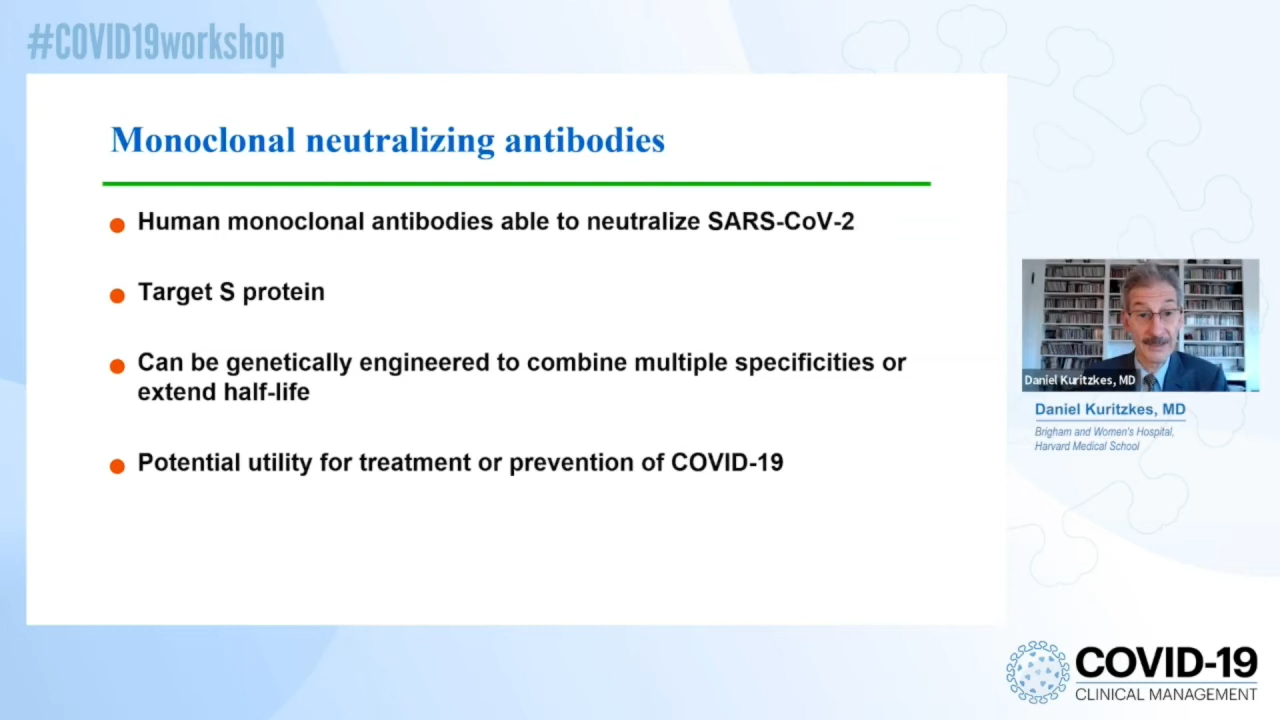 #COVID19workshop
Monoclonal neutralizing antibodies
Human monoclonal antibodies able to neutralize SARS-CoV-2
Target S protein
Can be genetically engineered to combine multiple specificities or
extend half-life
Potential utility for treatment or prevention of COVID-19
Daniel Kuritzkes, MD
Daniel Kuritzkes, MD
Brigham and Women's Hospital,
Harvard Medical School
COVID-19
CLINICAL MANAGEMENT